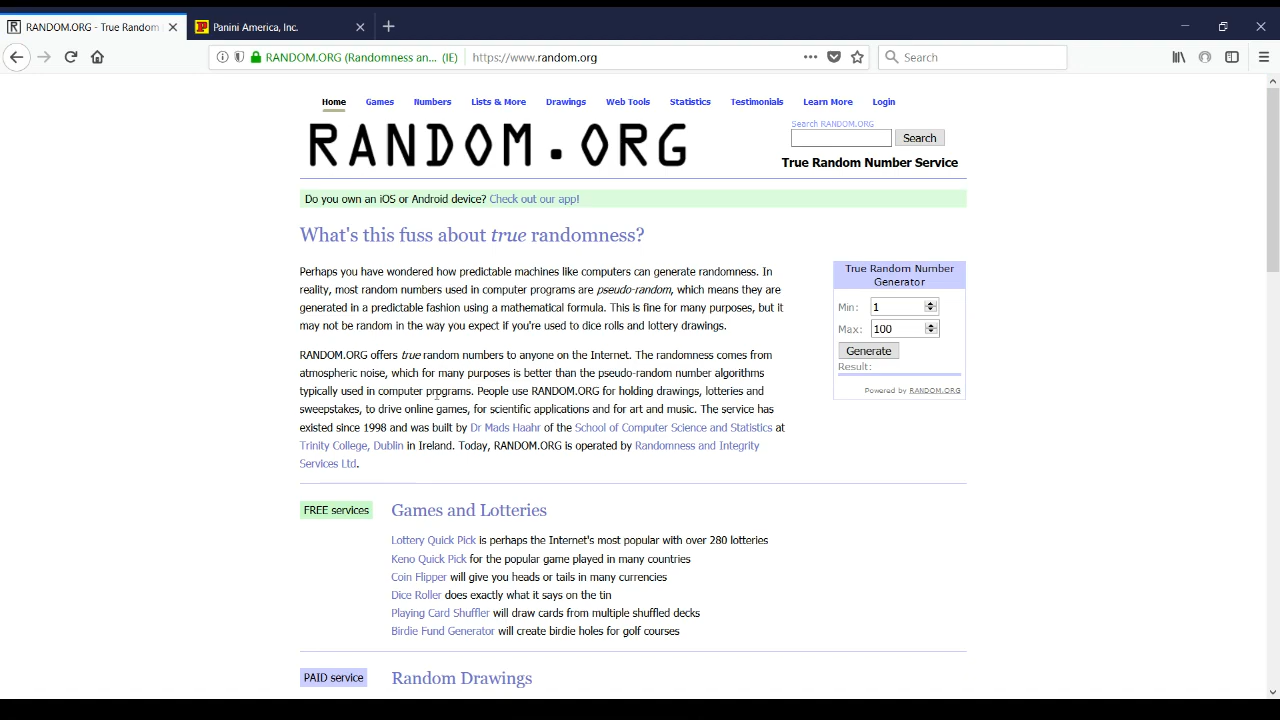 RANDOM.ORG - True Random
Panini America, Inc.
RANDOM.ORG (Randomness an... (IE)
https://www.random.org
Search
Home Games Numbers Lists & More Drawings Web Tools Statistics Testimonials Learn More Login
RANDOM.ORG
Search RANDOM.ORG
Search
True Random Number Service
Do you own an iOS or Android device? Check out our app!
What's this fuss about true randomness?
Perhaps you have wondered how predictable machines like computers can generate randomness. In
reality, most random numbers used in computer programs are pseudo-random, which means they are
generated in a predictable fashion using a mathematical formula. This is fine for many purposes, but it
may not be random in the way you expect if you're used to dice rolls and lottery drawings.
RANDOM.ORG offers true random numbers to anyone on the Internet. The randomness comes from
atmospheric noise, which for many purposes is better than the pseudo-random number algorithms
typically used in computer programs. People use RANDOM.ORG for holding drawings, lotteries and
sweepstakes, to drive online games, for scientific applications and for art and music. The service has
existed since 1998 and was built by Dr Mads Haahr of the School of Computer Science and Statistics at
Trinity College, Dublin in Ireland. Today, RANDOM.ORG is operated by Randomness and Integrity
Services Ltd.
True Random Number
Generator
Min: 1
Max: 100
Generate
Result:
Powered by RANDOM.ORG
FREE services
Games and Lotteries
Lottery Quick Pick is perhaps the Internet's most popular with over 280 lotteries
Keno Quick Pick for the popular game played in many countries
Coin Flipper will give you heads or tails in many currencies
Dice Roller does exactly what it says on the tin
Playing Card Shuffler will draw cards from multiple shuffled decks
Birdie Fund Generator will create birdie holes for golf courses
PAID service
Random Drawings